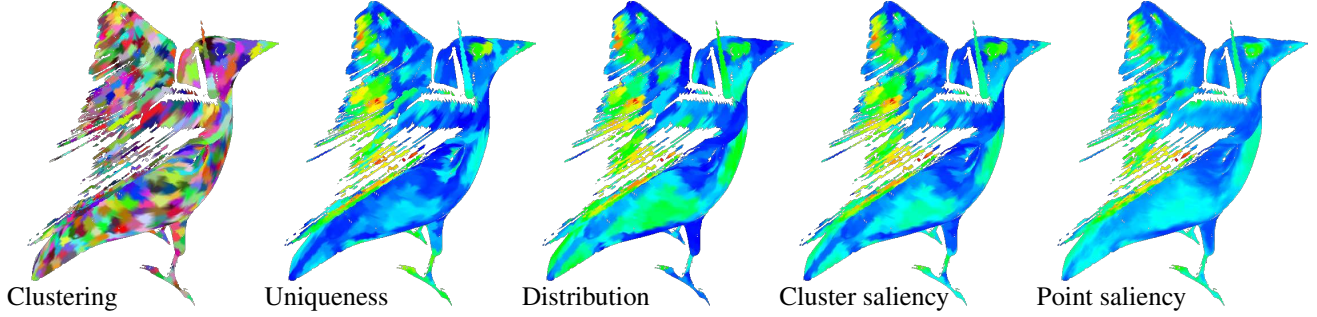 Clustering
Uniqueness
Distribution
Cluster saliency
Point saliency